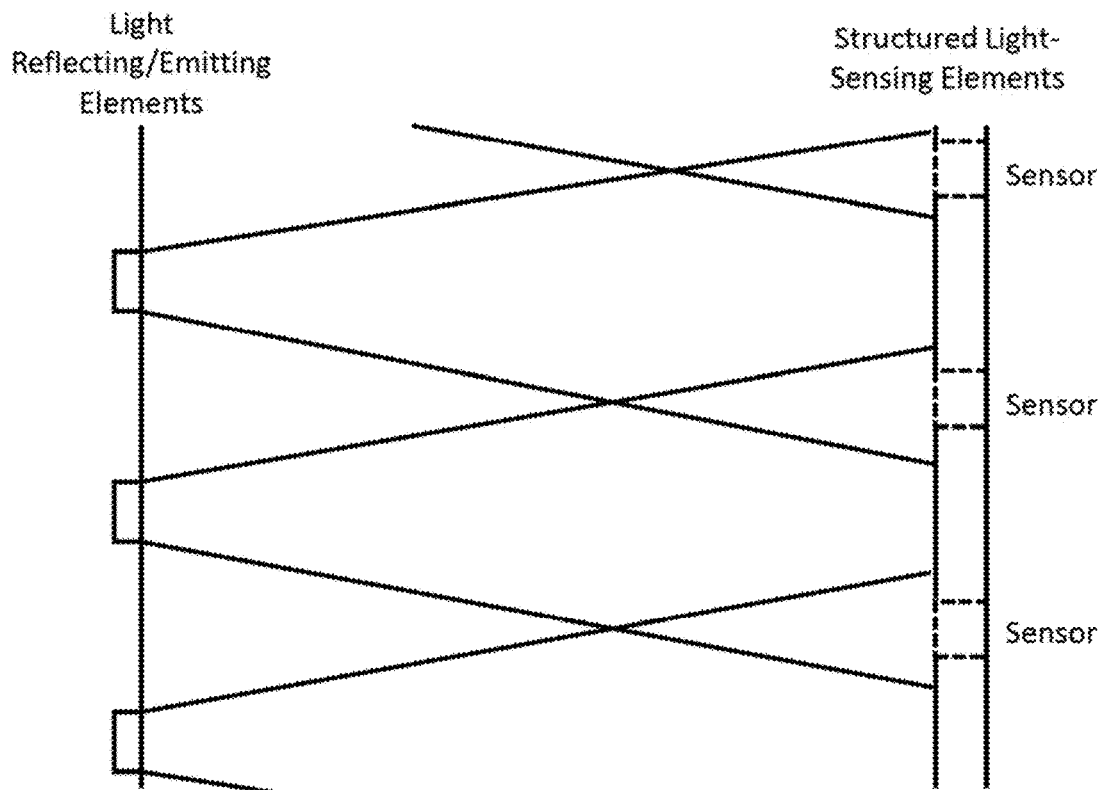 Light
Reflecting/Emitting
Elements
Structured Light-
Sensing Elements
Sensor
Sensor
Sensor